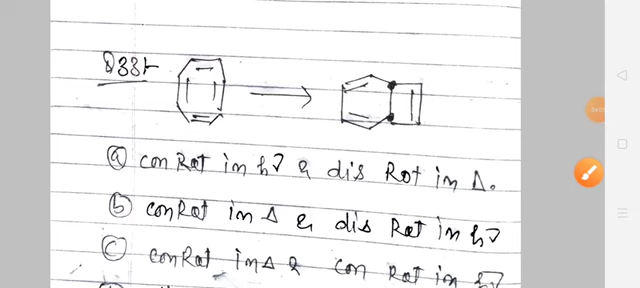 Q33↦
(a) con Rot in hν & dis Rot in Δ.
(b) con Rot in Δ & dis Rot in hν
(c) con Rot in Δ & con Rot in hν